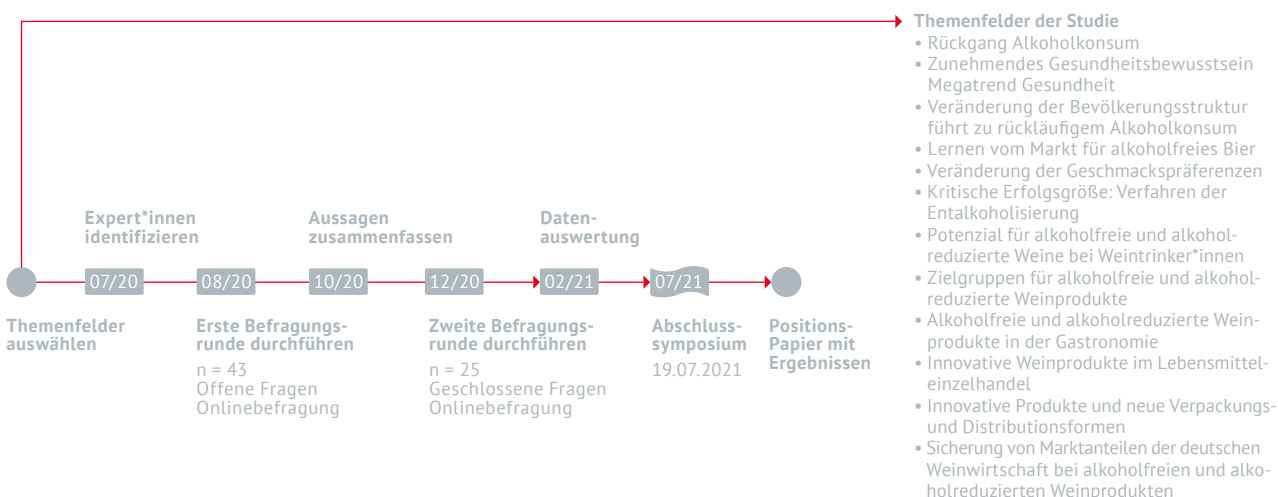 Themenfelder der Studie
• Rückgang Alkoholkonsum
• Zunehmendes Gesundheitsbewusstsein
Megatrend Gesundheit
• Veränderung der Bevölkerungsstruktur
führt zu rückläufigem Alkoholkonsum
• Lernen vom Markt für alkoholfreies Bier
• Veränderung der Geschmackspräferenzen
• Kritische Erfolgsgröße: Verfahren der
Entalkoholisierung
• Potenzial für alkoholfreie und alkohol-
reduzierte Weine bei Weintrinker*innen
• Zielgruppen für alkoholfreie und alkohol-
reduzierte Weinprodukte
• Alkoholfreie und alkoholreduzierte Wein-
produkte in der Gastronomie
• Innovative Weinprodukte im Lebensmittel-
einzelhandel
• Innovative Produkte und neue Verpackungs-
und Distributionsformen
• Sicherung von Marktanteilen der deutschen
Weinwirtschaft bei alkoholfreien und alko-
holreduzierten Weinprodukten
Expert*innen
identifizieren
Aussagen
zusammenfassen
Daten-
auswertung
07/20
08/20
10/20
12/20
02/21
07/21
Themenfelder
auswählen
Erste Befragungs-
runde durchführen
n = 43
Offene Fragen
Onlinebefragung
Zweite Befragungs-
runde durchführen
n = 25
Geschlossene Fragen
Onlinebefragung
Abschluss-
symposium
19.07.2021
Positions-
Papier mit
Ergebnissen